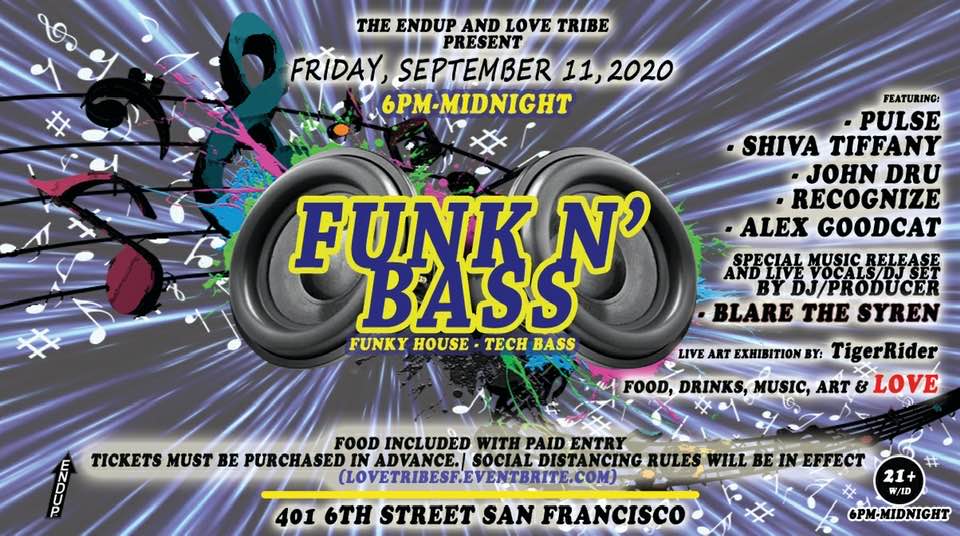 THE ENDUP AND LOVE TRIBE
PRESENT
FRIDAY, SEPTEMBER 11, 2020
6PM-MIDNIGHT
FEATURING:
- PULSE
- SHIVA TIFFANY
- JOHN DRU
- RECOGNIZE
- ALEX GOODCAT
SPECIAL MUSIC RELEASE
AND LIVE VOCALS/DJ SET
BY DJ/PRODUCER
- BLARE THE SYREN
LIVE ART EXHIBITION BY: TigerRider
FOOD, DRINKS, MUSIC, ART & LOVE
FUNK N'
BASS
FUNKY HOUSE - TECH BASS
FOOD INCLUDED WITH PAID ENTRY
TICKETS MUST BE PURCHASED IN ADVANCE.| SOCIAL DISTANCING RULES WILL BE IN EFFECT
(LOVETRIBESF.EVENTBRITE.COM)
401 6TH STREET SAN FRANCISCO
ENDUP
21+
W/ID
6PM-MIDNIGHT